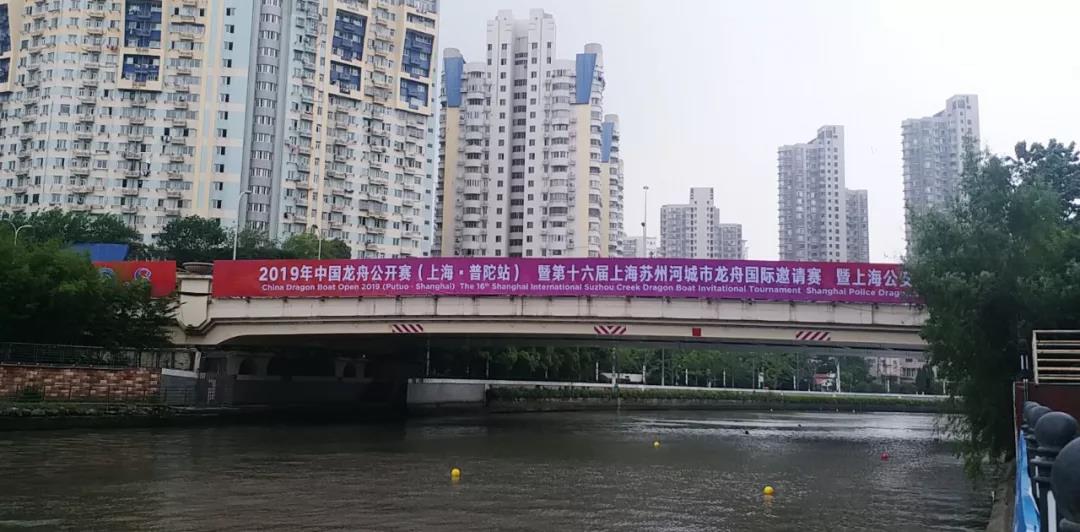 2019年中国龙舟公开赛(上海·普陀站) 暨第十六届上海苏州河城市龙舟国际邀请赛 暨上海公安
China Dragon Boat Open 2019 (Putuo · Shanghai) The 16th Shanghai International Suzhou Creek Dragon Boat Invitational Tournament Shanghai Police